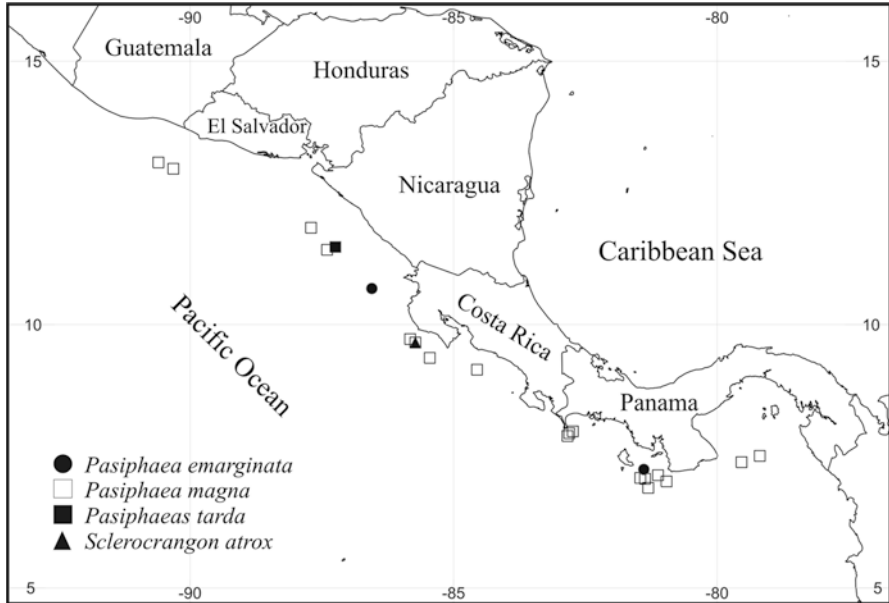 -90 -85 -80
Guatemala
15 15
Honduras
El Salvador
Nicaragua
Caribbean Sea
Pacific Ocean
Costa Rica
10 10
Panama
Pasiphaea emarginata
Pasiphaea magna
Pasiphaeas tarda
Sclerocrangon atrox
5 5
-90 -85 -80